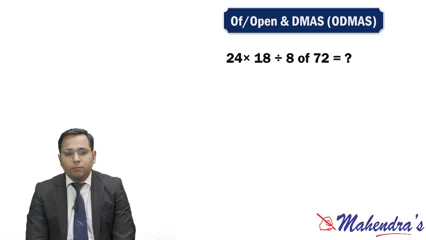 Of/Open & DMAS (ODMAS)
24× 18 ÷ 8 of 72 = ?
Mahendra's